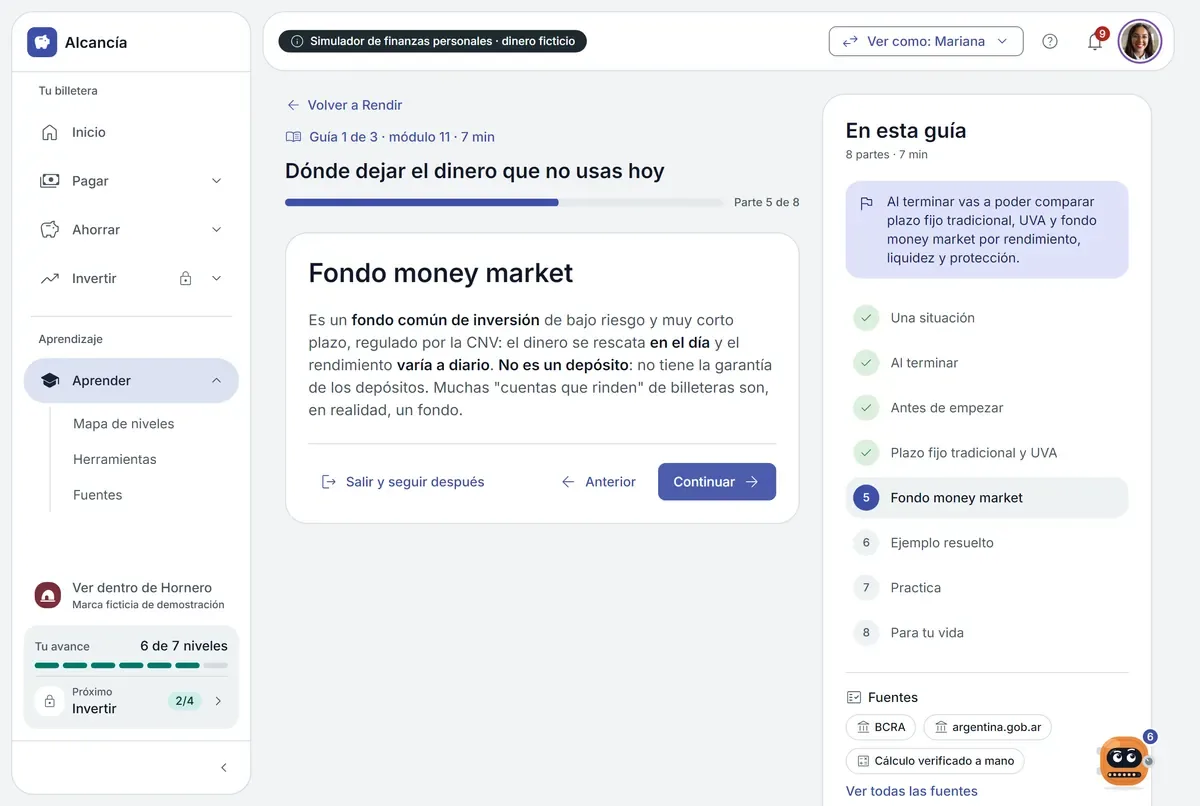 Alcancía
Tu billetera
Inicio
Pagar
Ahorrar
Invertir
Aprendizaje
Aprender
Mapa de niveles
Herramientas
Fuentes
Ver dentro de Hornero
Marca ficticia de demostración
Tu avance 6 de 7 niveles
Próximo
Invertir
2/4
Simulador de finanzas personales · dinero ficticio
Ver como: Mariana
9
Volver a Rendir
Guía 1 de 3 · módulo 11 · 7 min
Dónde dejar el dinero que no usas hoy
Parte 5 de 8
Fondo money market
Es un fondo común de inversión de bajo riesgo y muy corto
plazo, regulado por la CNV: el dinero se rescata en el día y el
rendimiento varía a diario. No es un depósito: no tiene la garantía
de los depósitos. Muchas "cuentas que rinden" de billeteras son,
en realidad, un fondo.
Salir y seguir después
Anterior
Continuar
En esta guía
8 partes · 7 min
Al terminar vas a poder comparar
plazo fijo tradicional, UVA y fondo
money market por rendimiento,
liquidez y protección.
Una situación
Al terminar
Antes de empezar
Plazo fijo tradicional y UVA
5 Fondo money market
6 Ejemplo resuelto
7 Practica
8 Para tu vida
Fuentes
BCRA
argentina.gob.ar
Cálculo verificado a mano
Ver todas las fuentes
6